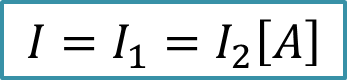 I = I₁ = I₂[A]